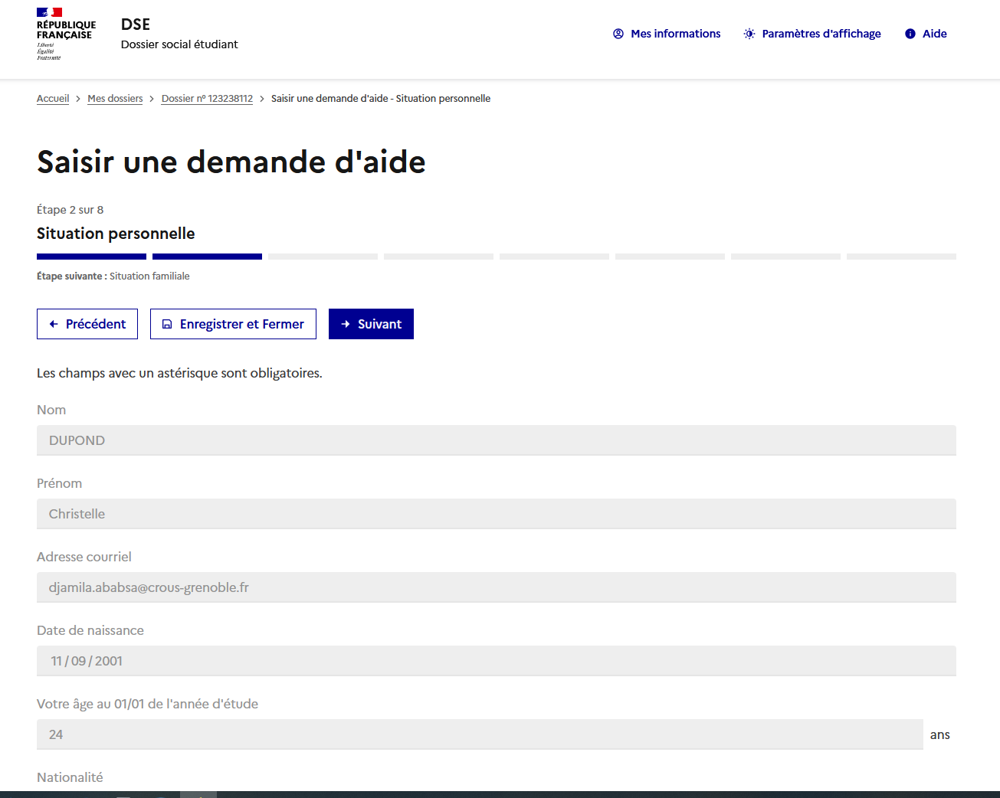 RÉPUBLIQUE
FRANÇAISE
Liberté
Égalité
Fraternité
DSE
Dossier social étudiant
Mes informations
Paramètres d'affichage
Aide
Accueil > Mes dossiers > Dossier nº 123238112 > Saisir une demande d'aide - Situation personnelle
Saisir une demande d'aide
Étape 2 sur 8
Situation personnelle
Étape suivante : Situation familiale
Précédent
Enregistrer et Fermer
Suivant
Les champs avec un astérisque sont obligatoires.
Nom
DUPOND
Prénom
Christelle
Adresse courriel
djamila.ababsa@crous-grenoble.fr
Date de naissance
11 / 09 / 2001
Votre âge au 01/01 de l'année d'étude
24 ans
Nationalité